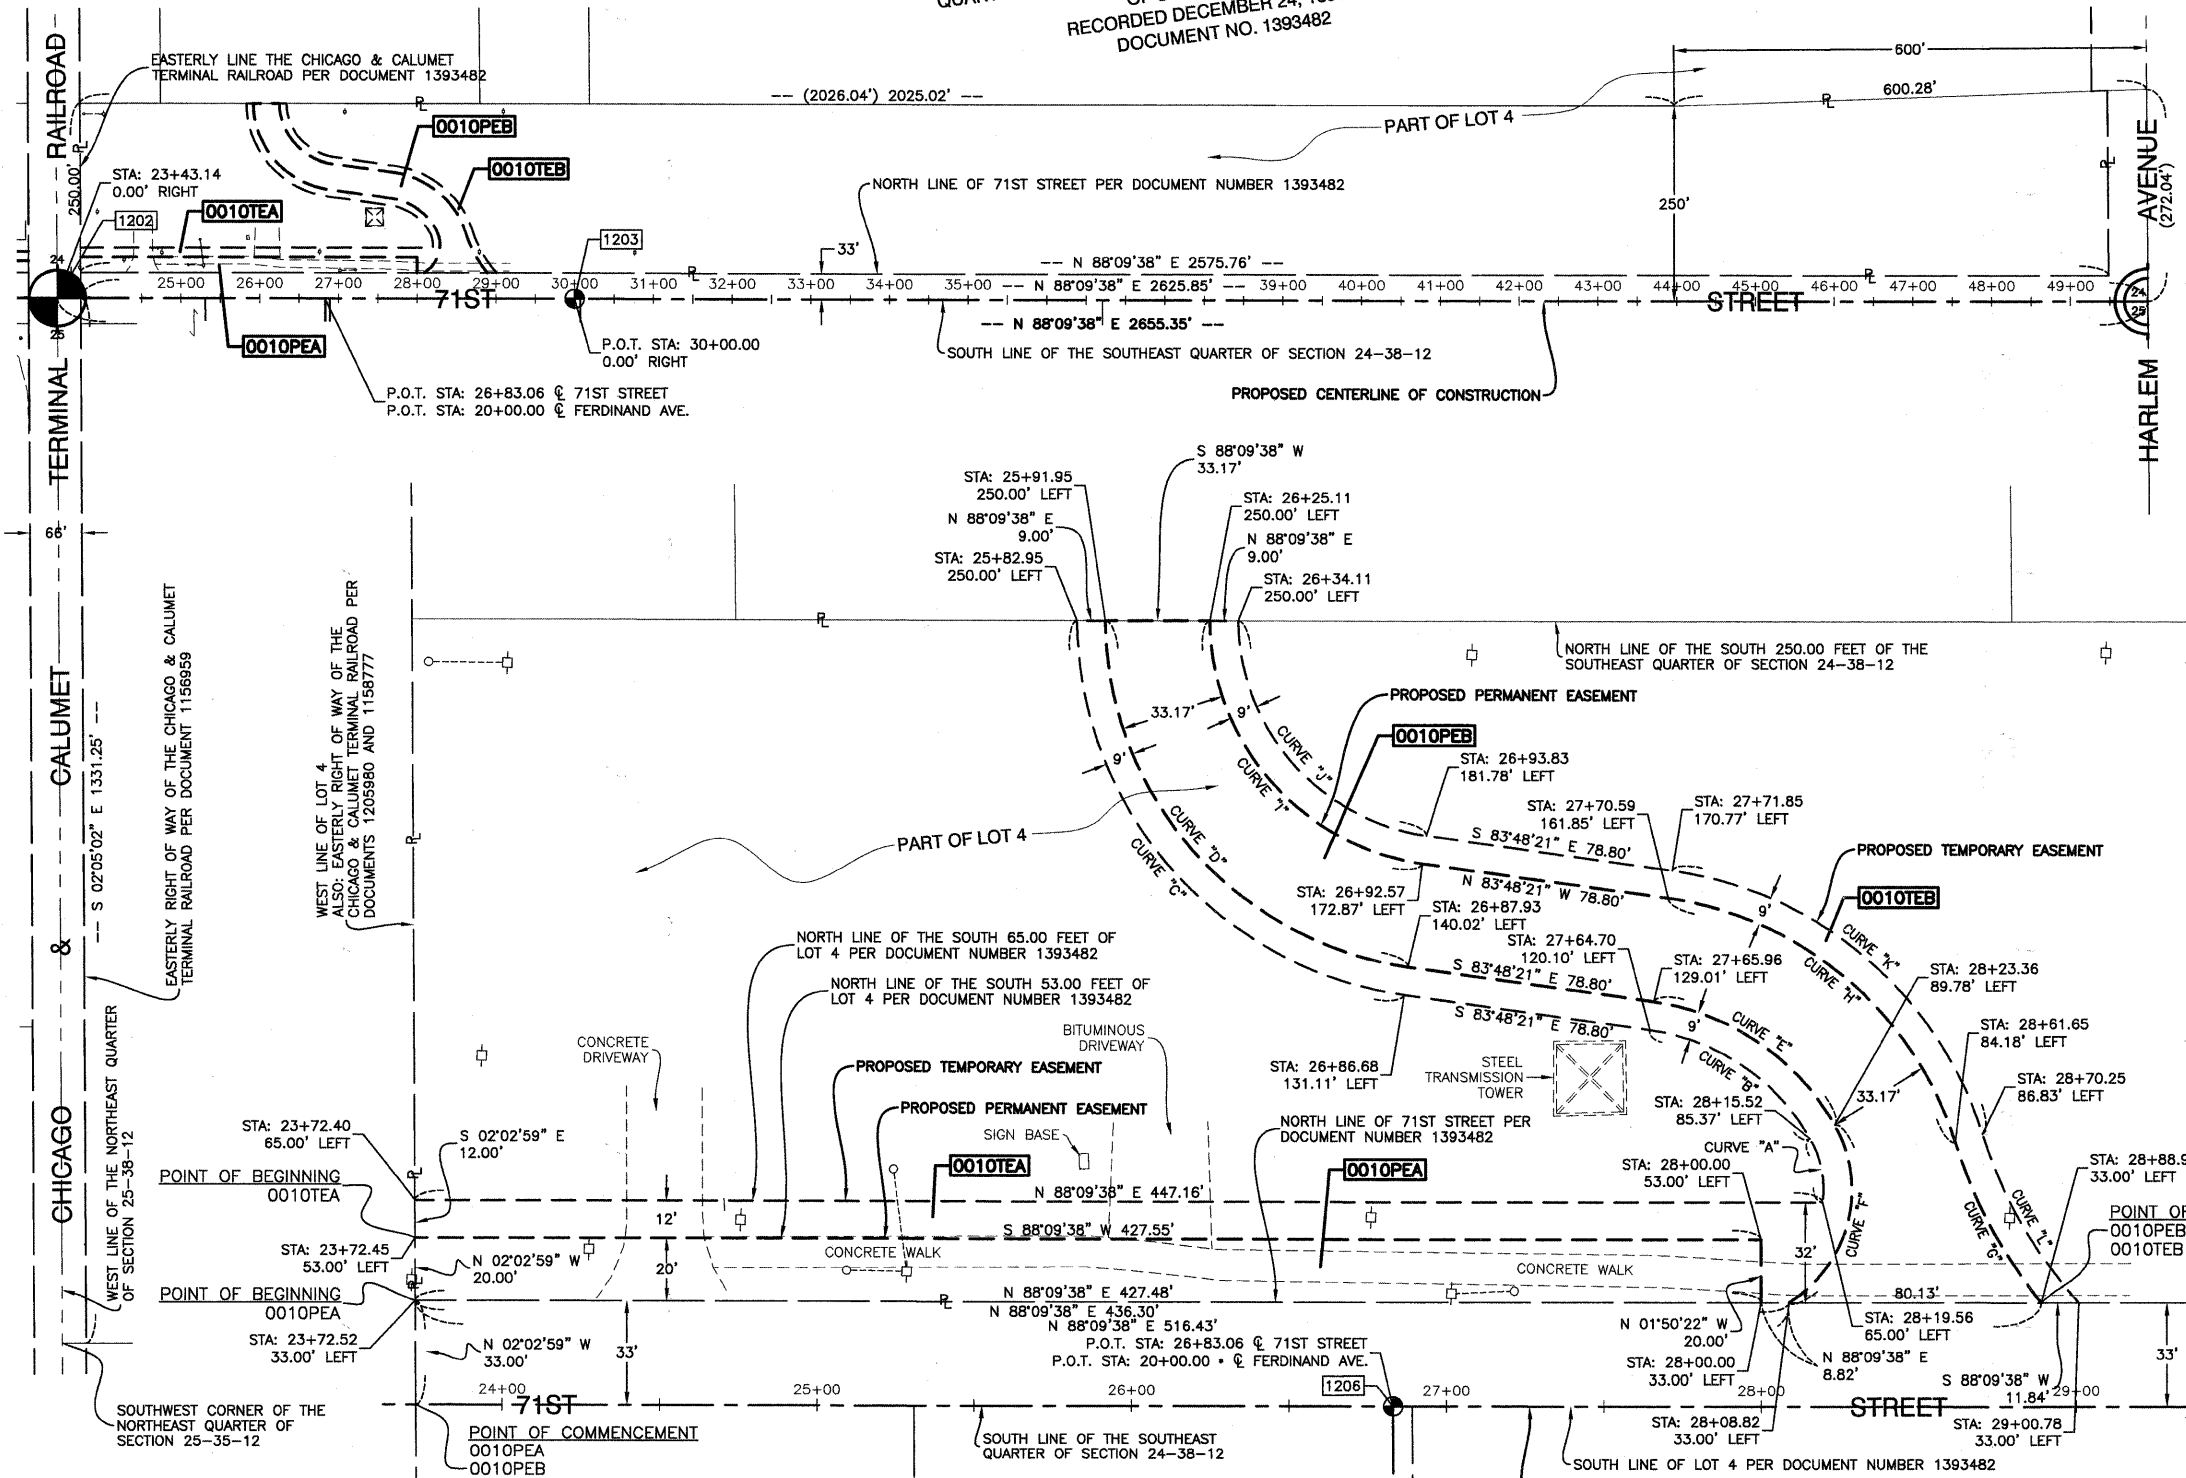 RECORDED DECEMBER 24,
DOCUMENT NO. 1393482
RAILROAD
EASTERLY LINE THE CHICAGO & CALUMET
TERMINAL RAILROAD PER DOCUMENT 1393482
600'
-- (2026.04') 2025.02' --
600.28'
0010PEB
PART OF LOT 4
0010TEB
250.00'
STA: 23+43.14
0.00' RIGHT
NORTH LINE OF 71ST STREET PER DOCUMENT NUMBER 1393482
AVENUE
(272.04')
1202
0010TEA
250'
1203
33'
-- N 88°09'38" E 2575.76' --
24
25+00
26+00
27+00
28+00
29+00
30+00
31+00
32+00
33+00
34+00
35+00
-- N 88°09'38" E 2625.85' --
39+00
40+00
41+00
42+00
43+00
44+00
45+00
46+00
47+00
48+00
49+00
24
25
71ST
STREET
25
-- N 88°09'38" E 2655.35' --
0010PEA
P.O.T. STA: 30+00.00
0.00' RIGHT
SOUTH LINE OF THE SOUTHEAST QUARTER OF SECTION 24-38-12
TERMINAL
P.O.T. STA: 26+83.06 ℄ 71ST STREET
P.O.T. STA: 20+00.00 ℄ FERDINAND AVE.
PROPOSED CENTERLINE OF CONSTRUCTION
HARLEM
S 88°09'38" W
33.17'
STA: 25+91.95
250.00' LEFT
STA: 26+25.11
250.00' LEFT
N 88°09'38" E
9.00'
N 88°09'38" E
9.00'
66'
STA: 25+82.95
250.00' LEFT
STA: 26+34.11
250.00' LEFT
EASTERLY RIGHT OF WAY OF THE CHICAGO & CALUMET
TERMINAL RAILROAD PER DOCUMENT 1156959
WEST LINE OF LOT 4
ALSO: EASTERLY RIGHT OF WAY OF THE
CHICAGO & CALUMET TERMINAL RAILROAD PER
DOCUMENTS 1205980 AND 1158777
NORTH LINE OF THE SOUTH 250.00 FEET OF THE
SOUTHEAST QUARTER OF SECTION 24-38-12
CALUMET
-- S 02°05'02" E 1331.25' --
PROPOSED PERMANENT EASEMENT
33.17'
9'
0010PEB
CURVE "J"
9'
CURVE "I"
STA: 26+93.83
181.78' LEFT
STA: 27+70.59
161.85' LEFT
STA: 27+71.85
170.77' LEFT
PART OF LOT 4
CURVE "D"
CURVE "C"
S 83°48'21" E 78.80'
PROPOSED TEMPORARY EASEMENT
N 83°48'21" W 78.80'
0010TEB
STA: 26+92.57
172.87' LEFT
STA: 26+87.93
140.02' LEFT
9'
&
NORTH LINE OF THE SOUTH 65.00 FEET OF
LOT 4 PER DOCUMENT NUMBER 1393482
STA: 27+64.70
120.10' LEFT
CURVE "K"
STA: 27+65.96
129.01' LEFT
S 83°48'21" E 78.80'
CURVE "H"
STA: 28+23.36
89.78' LEFT
NORTH LINE OF THE SOUTH 53.00 FEET OF
LOT 4 PER DOCUMENT NUMBER 1393482
S 83°48'21" E 78.80'
9'
CURVE "E"
WEST LINE OF THE NORTHEAST QUARTER
OF SECTION 25-38-12
CONCRETE
DRIVEWAY
BITUMINOUS
DRIVEWAY
STA: 28+61.65
84.18' LEFT
PROPOSED TEMPORARY EASEMENT
STA: 26+86.68
131.11' LEFT
STEEL
TRANSMISSION
TOWER
CURVE "B"
STA: 28+70.25
86.83' LEFT
33.17'
CHICAGO
PROPOSED PERMANENT EASEMENT
STA: 28+15.52
85.37' LEFT
STA: 23+72.40
65.00' LEFT
S 02°02'59" E
12.00'
SIGN BASE
NORTH LINE OF 71ST STREET PER
DOCUMENT NUMBER 1393482
CURVE "A"
POINT OF BEGINNING
0010TEA
0010TEA
0010PEA
STA: 28+00.00
53.00' LEFT
33.00' LEFT
N 88°09'38" E 447.16'
12'
S 88°09'38" W 427.55'
CURVE "F"
CURVE "G"
CURVE "L"
0010PEB
0010TEB
STA: 23+72.45
53.00' LEFT
N 02°02'59" W
20.00'
20'
CONCRETE WALK
CONCRETE WALK
32'
POINT OF BEGINNING
0010PEA
N 88°09'38" E 427.48'
80.13'
N 88°09'38" E 436.30'
N 88°09'38" E 516.43'
STA: 23+72.52
33.00' LEFT
N 02°02'59" W
33.00'
33'
P.O.T. STA: 26+83.06 ℄ 71ST STREET
P.O.T. STA: 20+00.00 • ℄ FERDINAND AVE.
N 01°50'22" W
20.00'
STA: 28+19.56
65.00' LEFT
STA: 28+00.00
33.00' LEFT
N 88°09'38" E
8.82'
33'
S 88°09'38" W
11.84'
24+00
25+00
26+00
1206
27+00
28+00
29+00
71ST
STREET
SOUTHWEST CORNER OF THE
NORTHEAST QUARTER OF
SECTION 25-35-12
POINT OF COMMENCEMENT
0010PEA
0010PEB
SOUTH LINE OF THE SOUTHEAST
QUARTER OF SECTION 24-38-12
STA: 28+08.82
33.00' LEFT
STA: 29+00.78
33.00' LEFT
SOUTH LINE OF LOT 4 PER DOCUMENT NUMBER 1393482